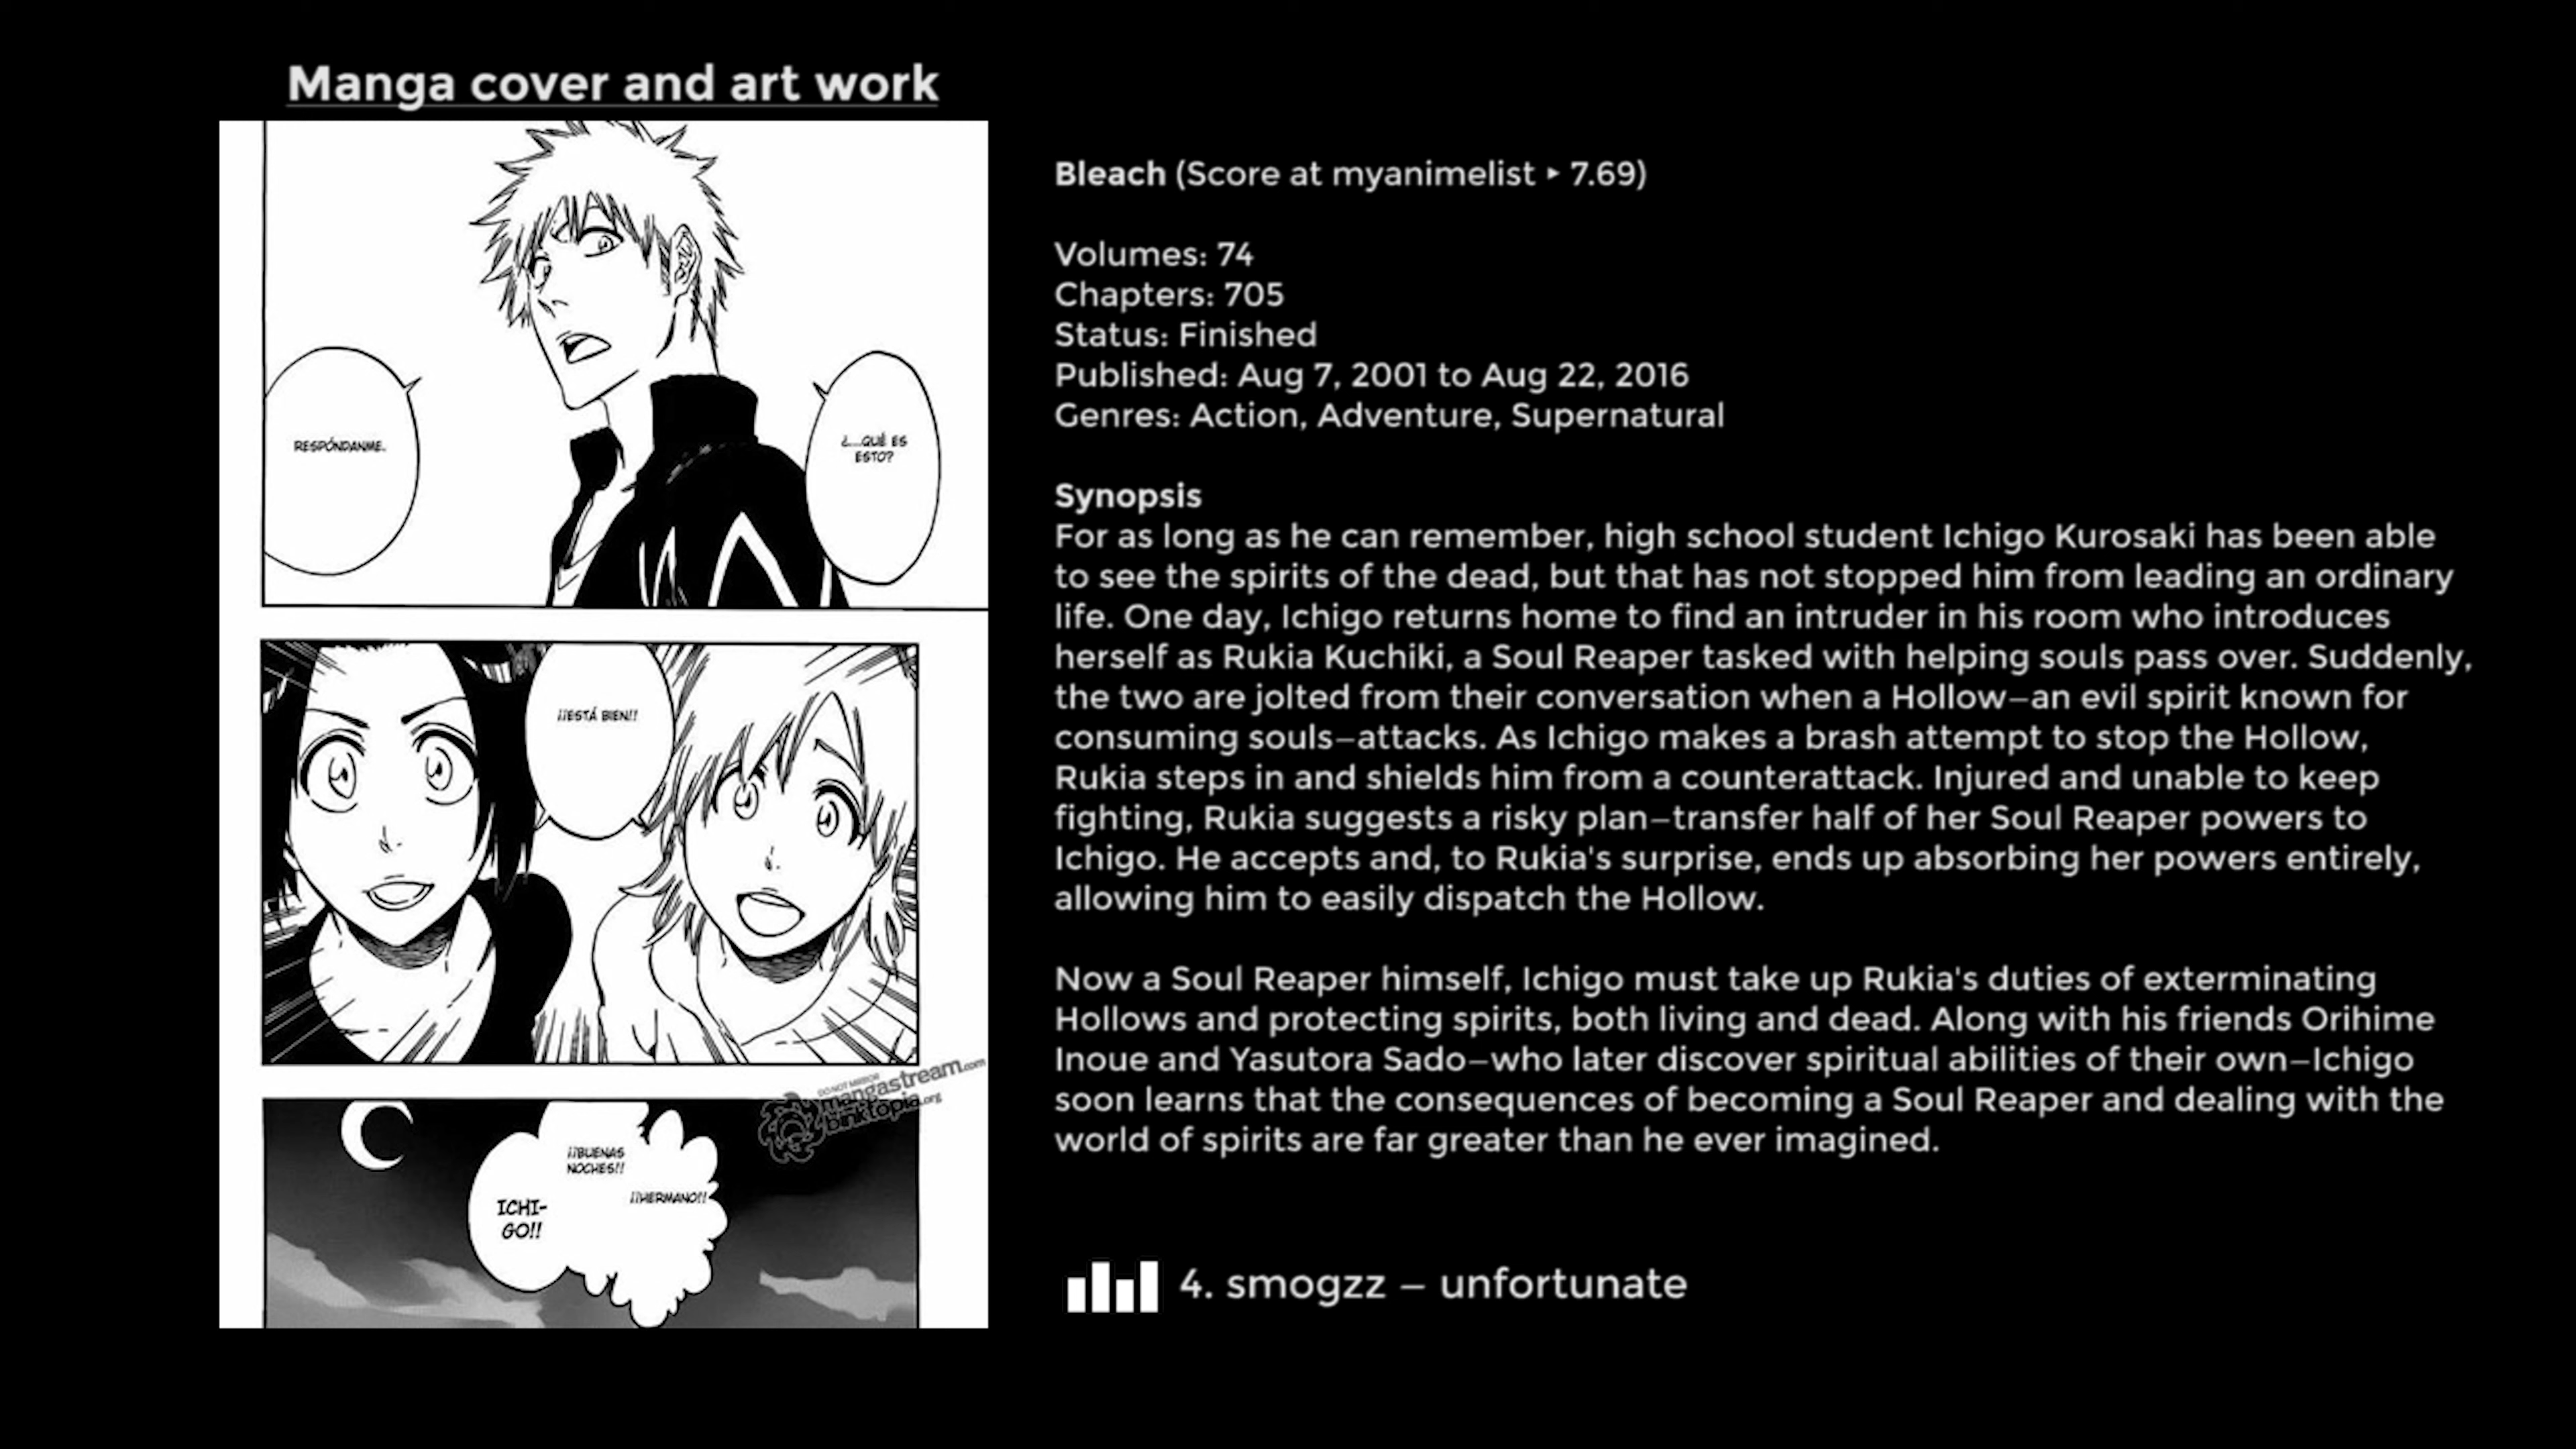 Manga cover and art work
¿...QUÉ ES
ESTO?
RESPÓNDANME.
¡¡ESTÁ BIEN!!
DO NOT MIRROR
mangastream.com
binktopia.org
¡¡BUENAS
NOCHES!!
¡¡HERMANO!!
ICHI-
GO!!
Bleach (Score at myanimelist ▸ 7.69)
Volumes: 74
Chapters: 705
Status: Finished
Published: Aug 7, 2001 to Aug 22, 2016
Genres: Action, Adventure, Supernatural
Synopsis
For as long as he can remember, high school student Ichigo Kurosaki has been able
to see the spirits of the dead, but that has not stopped him from leading an ordinary
life. One day, Ichigo returns home to find an intruder in his room who introduces
herself as Rukia Kuchiki, a Soul Reaper tasked with helping souls pass over. Suddenly,
the two are jolted from their conversation when a Hollow—an evil spirit known for
consuming souls—attacks. As Ichigo makes a brash attempt to stop the Hollow,
Rukia steps in and shields him from a counterattack. Injured and unable to keep
fighting, Rukia suggests a risky plan—transfer half of her Soul Reaper powers to
Ichigo. He accepts and, to Rukia's surprise, ends up absorbing her powers entirely,
allowing him to easily dispatch the Hollow.
Now a Soul Reaper himself, Ichigo must take up Rukia's duties of exterminating
Hollows and protecting spirits, both living and dead. Along with his friends Orihime
Inoue and Yasutora Sado—who later discover spiritual abilities of their own—Ichigo
soon learns that the consequences of becoming a Soul Reaper and dealing with the
world of spirits are far greater than he ever imagined.
4. smogzz – unfortunate